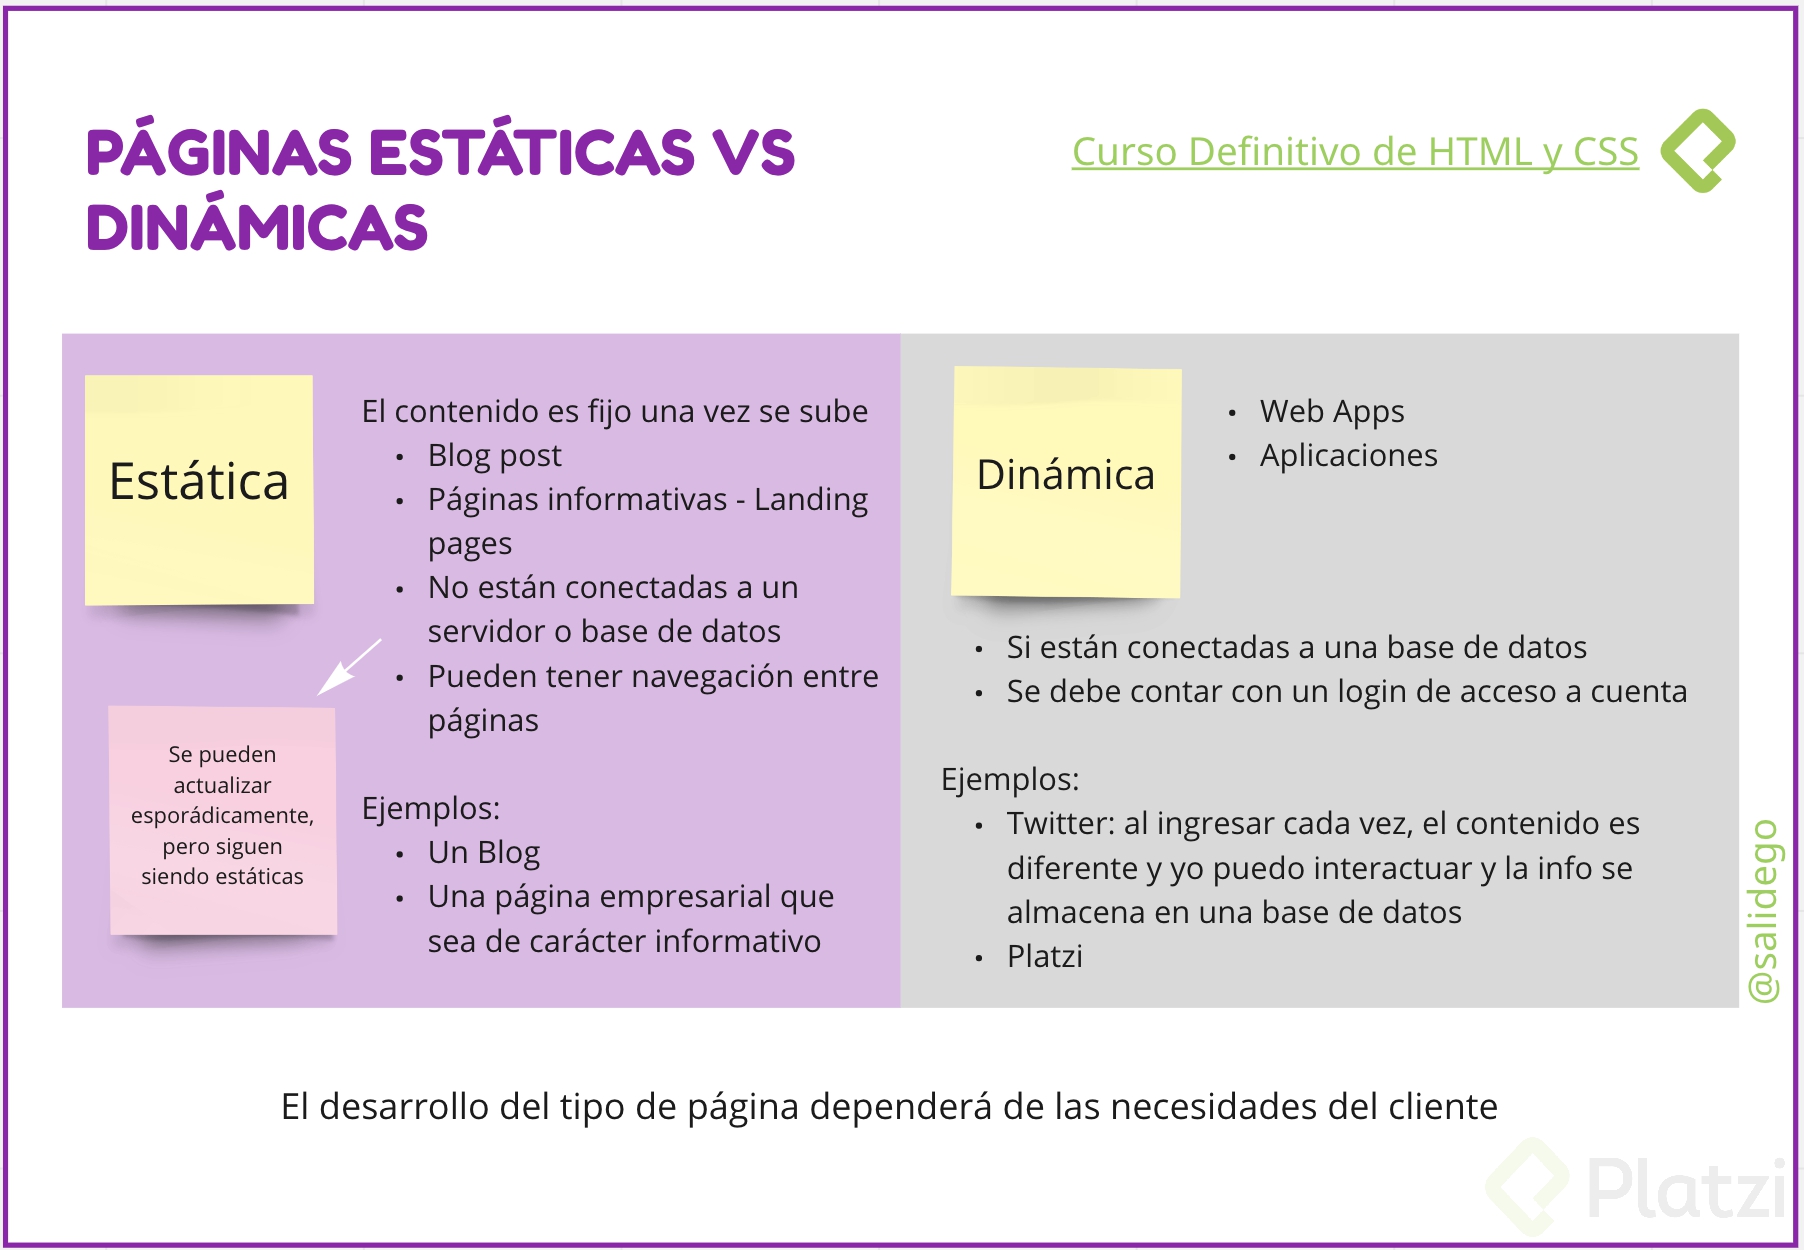 PÁGINAS ESTÁTICAS VS
DINÁMICAS
Curso Definitivo de HTML y CSS
Estática
El contenido es fijo una vez se sube
• Blog post
• Páginas informativas - Landing
pages
• No están conectadas a un
servidor o base de datos
• Pueden tener navegación entre
páginas
Se pueden
actualizar
esporádicamente,
pero siguen
siendo estáticas
Ejemplos:
• Un Blog
• Una página empresarial que
sea de carácter informativo
Dinámica
• Web Apps
• Aplicaciones
• Si están conectadas a una base de datos
• Se debe contar con un login de acceso a cuenta
Ejemplos:
• Twitter: al ingresar cada vez, el contenido es
diferente y yo puedo interactuar y la info se
almacena en una base de datos
• Platzi
@salidego
El desarrollo del tipo de página dependerá de las necesidades del cliente
Platzi